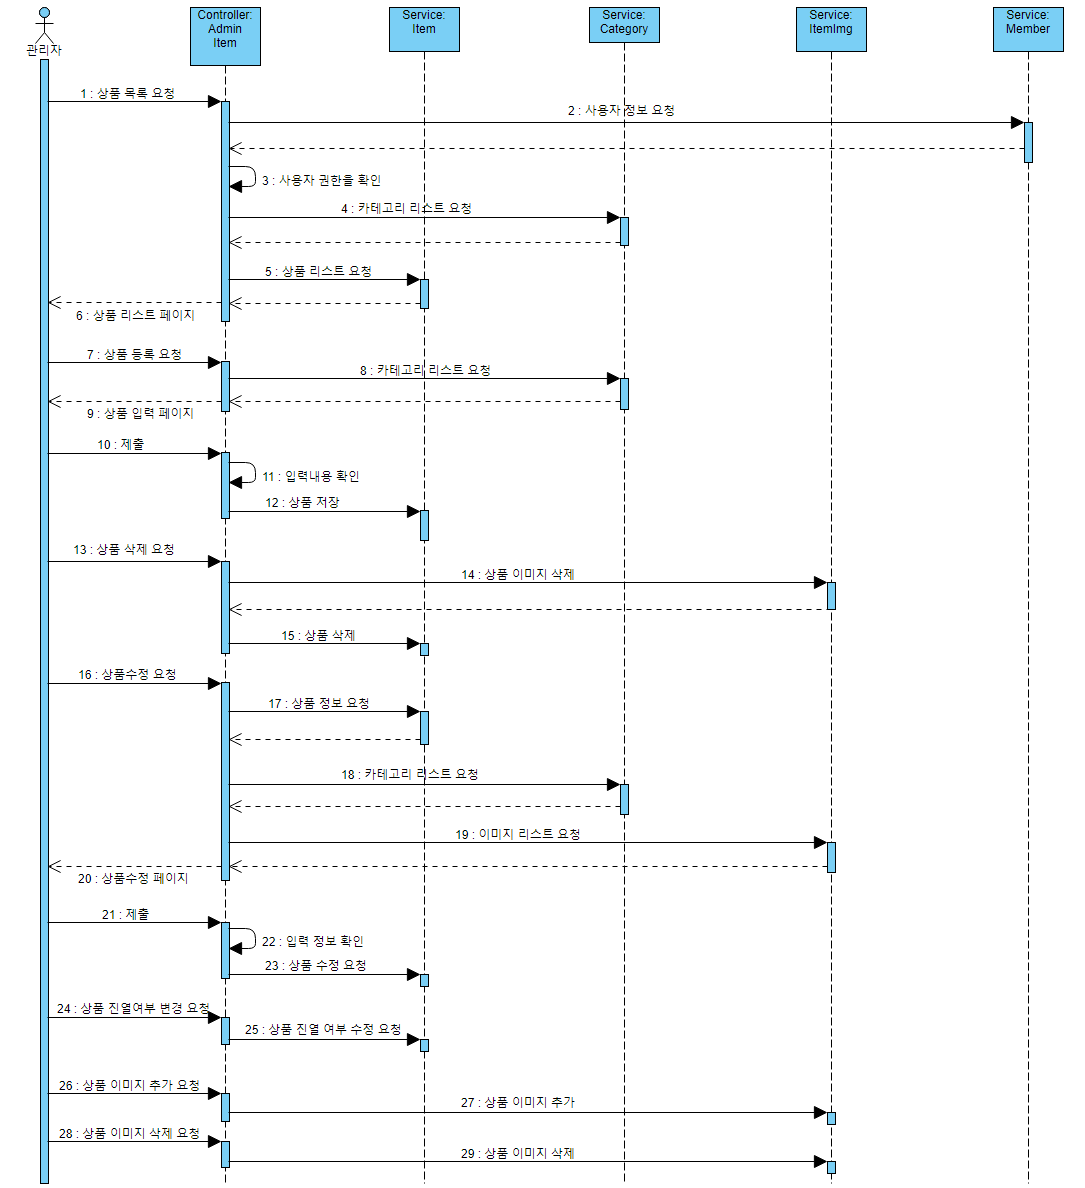 관리자
Controller:
Admin
Item
Service:
Item
Service:
Category
Service:
ItemImg
Service:
Member
1 : 상품 목록 요청
2 : 사용자 정보 요청
3 : 사용자 권한을 확인
4 : 카테고리 리스트 요청
5 : 상품 리스트 요청
6 : 상품 리스트 페이지
7 : 상품 등록 요청
8 : 카테고리 리스트 요청
9 : 상품 입력 페이지
10 : 제출
11 : 입력내용 확인
12 : 상품 저장
13 : 상품 삭제 요청
14 : 상품 이미지 삭제
15 : 상품 삭제
16 : 상품수정 요청
17 : 상품 정보 요청
18 : 카테고리 리스트 요청
19 : 이미지 리스트 요청
20 : 상품수정 페이지
21 : 제출
22 : 입력 정보 확인
23 : 상품 수정 요청
24 : 상품 진열여부 변경 요청
25 : 상품 진열 여부 수정 요청
26 : 상품 이미지 추가 요청
27 : 상품 이미지 추가
28 : 상품 이미지 삭제 요청
29 : 상품 이미지 삭제